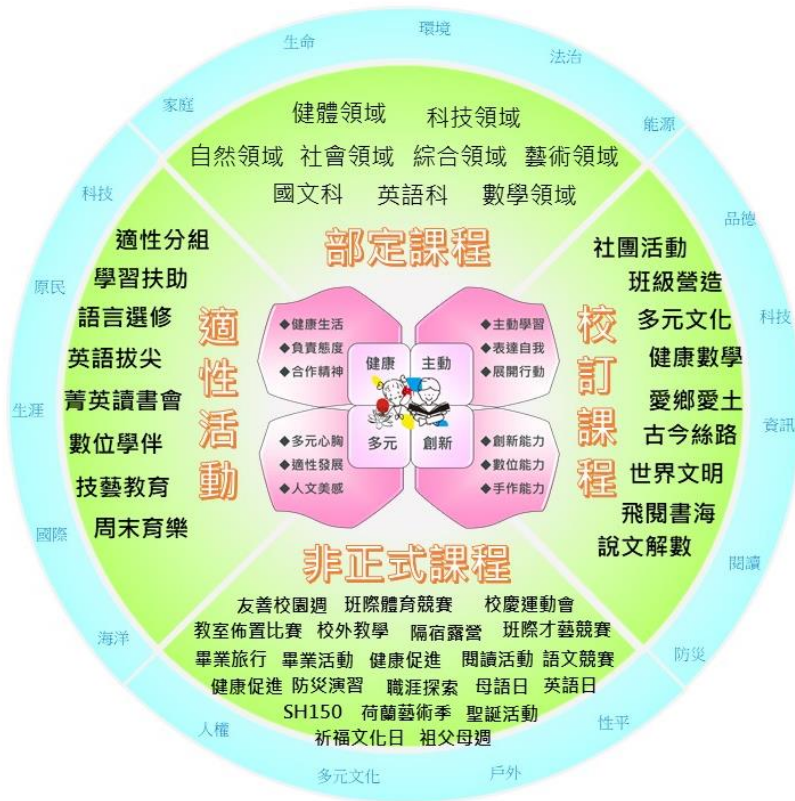 生命
環境
法治
家庭
能源
科技
品德
原民
科技
生涯
資訊
國際
閱讀
海洋
防災
人權
性平
多元文化
戶外
健體領域 科技領域
自然領域 社會領域 綜合領域 藝術領域
國文科 英語科 數學領域
部定課程
適性分組
學習扶助
語言選修
英語拔尖
菁英讀書會
數位學伴
技藝教育
周末育樂
適性活動
◆健康生活
◆負責態度
◆合作精神
健康
主動
◆主動學習
◆表達自我
◆展開行動
◆多元心胸
◆適性發展
◆人文美感
多元
創新
◆創新能力
◆數位能力
◆手作能力
校訂課程
社團活動
班級營造
多元文化
健康數學
愛鄉愛土
古今絲路
世界文明
飛閱書海
說文解數
非正式課程
友善校園週 班際體育競賽 校慶運動會
教室佈置比賽 校外教學 隔宿露營 班際才藝競賽
畢業旅行 畢業活動 健康促進 閱讀活動 語文競賽
健康促進 防災演習 職涯探索 母語日 英語日
SH150 荷蘭藝術季 聖誕活動
祈福文化日 祖父母週